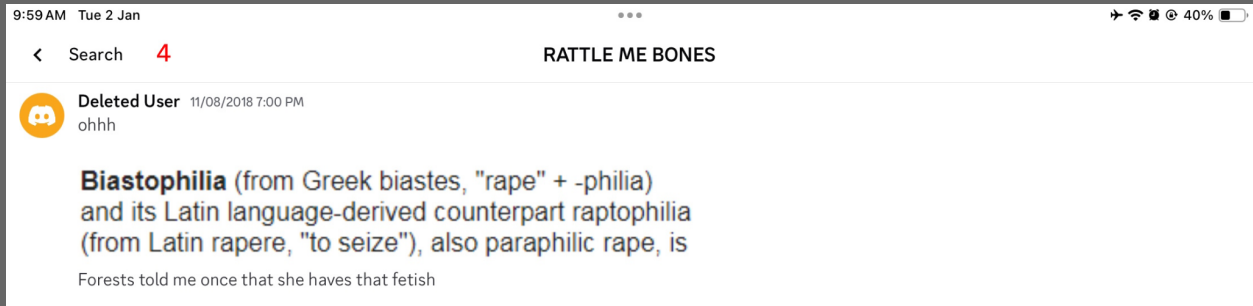 9:59 AM Tue 2 Jan
40%
Search 4
RATTLE ME BONES
Deleted User 11/08/2018 7:00 PM
ohhh
Biastophilia (from Greek biastes, "rape" + -philia)
and its Latin language-derived counterpart raptophilia
(from Latin rapere, "to seize"), also paraphilic rape, is
Forests told me once that she haves that fetish